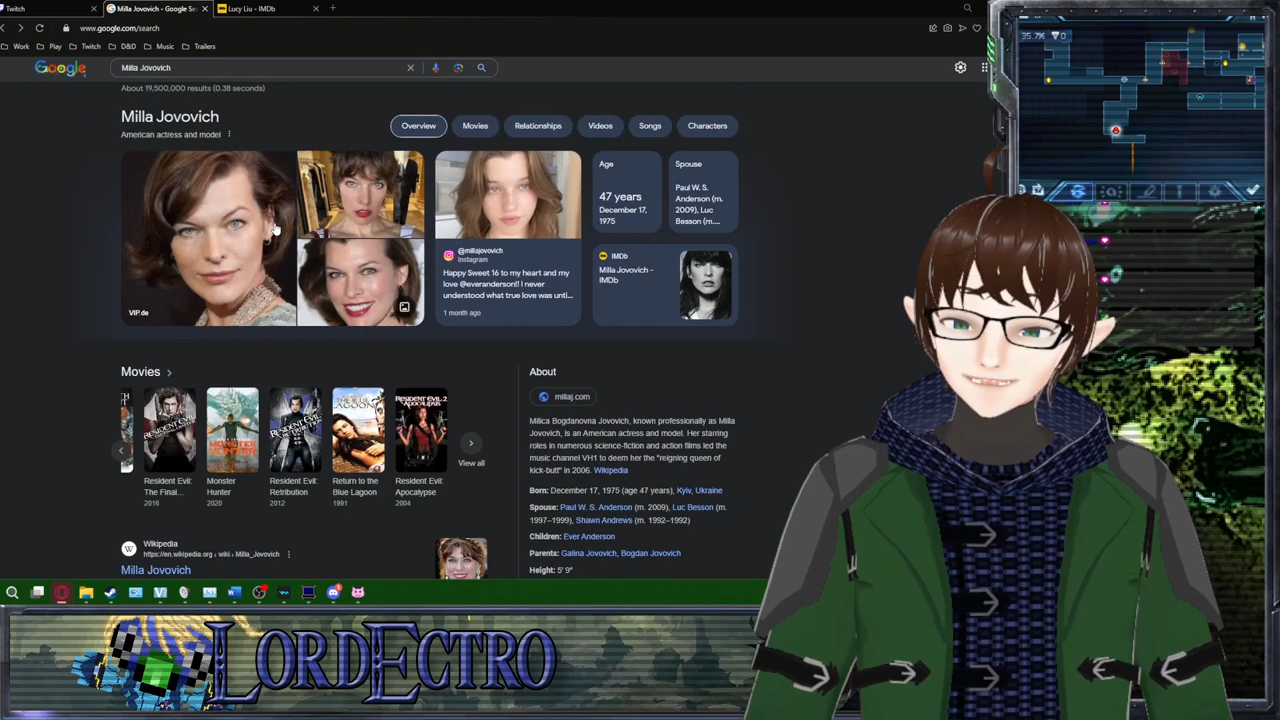 Twitch
Milla Jovovich - Google Se
Lucy Liu - IMDb
www.google.com/search
Work
Play
Twitch
D&D
Music
Trailers
Google
Milla Jovovich
About 19,500,000 results (0.38 seconds)
Milla Jovovich
American actress and model
Overview
Movies
Relationships
Videos
Songs
Characters
VIP.de
@millajovovich
Instagram
Happy Sweet 16 to my heart and my
love @everanderson!! I never
understood what true love was unti...
1 month ago
Age
47 years
December 17,
1975
Spouse
Paul W. S.
Anderson (m.
2009), Luc
Besson (m....
IMDb
Milla Jovovich -
IMDb
Movies
Resident Evil:
The Final...
2016
Monster
Hunter
2020
Resident Evil:
Retribution
2012
Return to the
Blue Lagoon
1991
Resident Evil:
Apocalypse
2004
View all
About
millaj.com
Milica Bogdanovna Jovovich, known professionally as Milla
Jovovich, is an American actress and model. Her starring
roles in numerous science-fiction and action films led the
music channel VH1 to deem her the "reigning queen of
kick-butt" in 2006. Wikipedia
Born: December 17, 1975 (age 47 years), Kyiv, Ukraine
Spouse: Paul W. S. Anderson (m. 2009), Luc Besson (m.
1997–1999), Shawn Andrews (m. 1992–1992)
Children: Ever Anderson
Parents: Galina Jovovich, Bogdan Jovovich
Height: 5′ 9″
Wikipedia
https://en.wikipedia.org › wiki › Milla_Jovovich
Milla Jovovich
35.7%
0
LORDECTRO